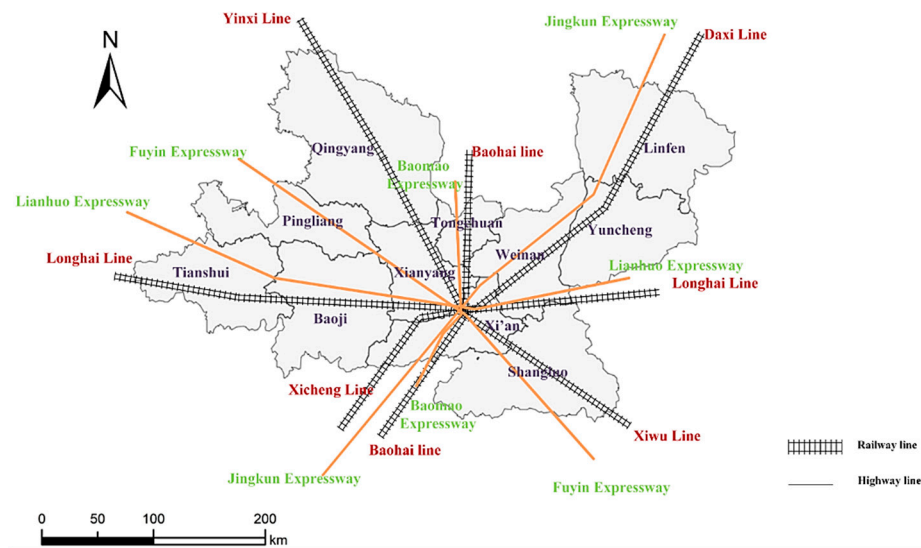 Yinxi Line
Jingkun Expressway
Daxi Line
N
Qingyang
Fuyin Expressway
Baomao
Expressway
Baohai line
Linfen
Lianhuo Expressway
Pingliang
Tongchuan
Yuncheng
Weinan
Longhai Line
Tianshui
Xianyang
Lianhuo Expressway
Longhai Line
Baoji
Xi'an
Shangluo
Xicheng Line
Baomao
Expressway
Baohai line
Xiwu Line
Jingkun Expressway
Fuyin Expressway
Railway line
Highway line
0 50 100 200
km